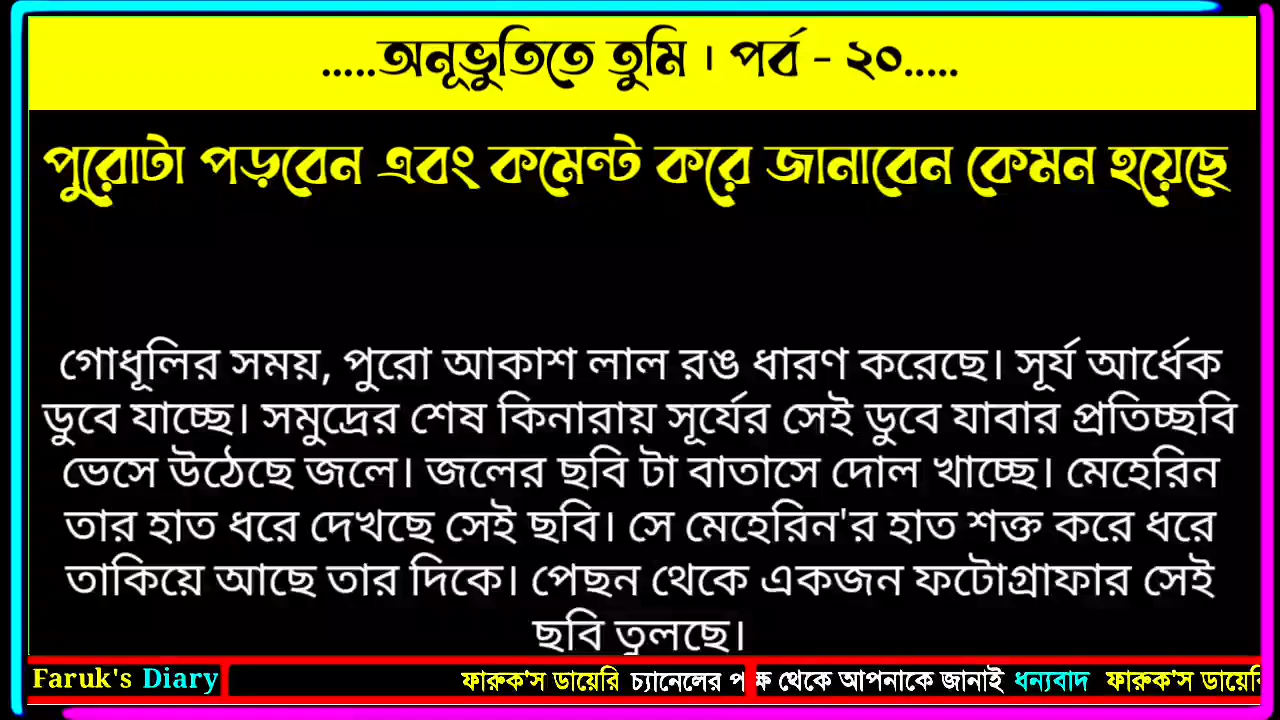 .....অনূভুতিতে তুমি । পর্ব - ২০.....
পুরোটা পড়বেন এবং কমেন্ট করে জানাবেন কেমন হয়েছে
গোধূলির সময়, পুরো আকাশ লাল রঙ ধারণ করেছে। সূর্য আর্ধেক
ডুবে যাচ্ছে। সমুদ্রের শেষ কিনারায় সূর্যের সেই ডুবে যাবার প্রতিচ্ছবি
ভেসে উঠেছে জলে। জলের ছবি টা বাতাসে দোল খাচ্ছে। মেহেরিন
তার হাত ধরে দেখছে সেই ছবি। সে মেহেরিন'র হাত শক্ত করে ধরে
তাকিয়ে আছে তার দিকে। পেছন থেকে একজন ফটোগ্রাফার সেই
ছবি তুলছে।
Faruk's Diary ফারুক'স ডায়েরি চ্যানেলের পক্ষ থেকে আপনাকে জানাই ধন্যবাদ ফারুক'স ডায়েরি